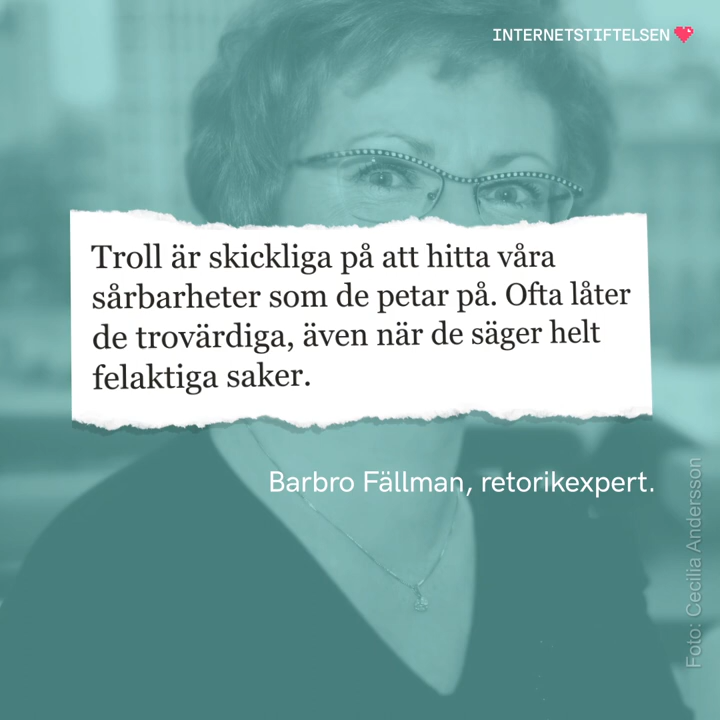 INTERNETSTIFTELSEN
Troll är skickliga på att hitta våra
sårbarheter som de petar på. Ofta låter
de trovärdiga, även när de säger helt
felaktiga saker.
Barbro Fällman, retorikexpert.
Foto: Cecilia Andersson